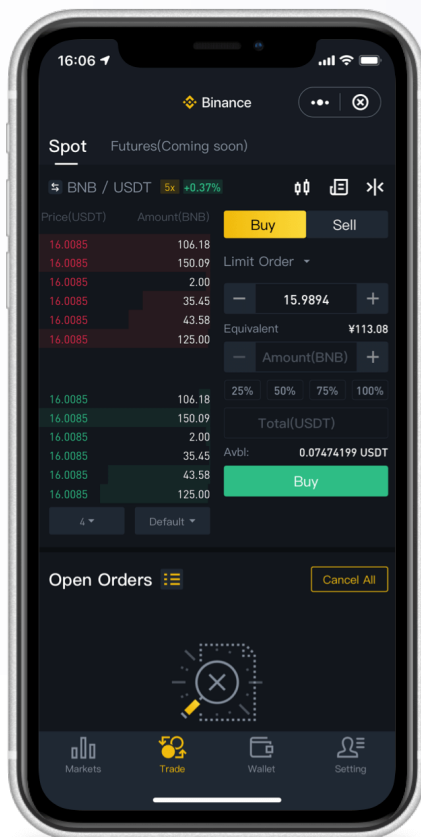 16:06
Binance
Spot Futures(Coming soon)
BNB / USDT 5x +0.37%
Price(USDT) Amount(BNB)
16.0085 106.18
16.0085 150.09
16.0085 2.00
16.0085 35.45
16.0085 43.58
16.0085 125.00
16.0085 106.18
16.0085 150.09
16.0085 2.00
16.0085 35.45
16.0085 43.58
16.0085 125.00
4 Default
Buy Sell
Limit Order
— 15.9894 +
Equivalent ¥113.08
— Amount(BNB) +
25% 50% 75% 100%
Total(USDT)
Avbl: 0.07474199 USDT
Buy
Open Orders Cancel All
Markets Trade Wallet Setting